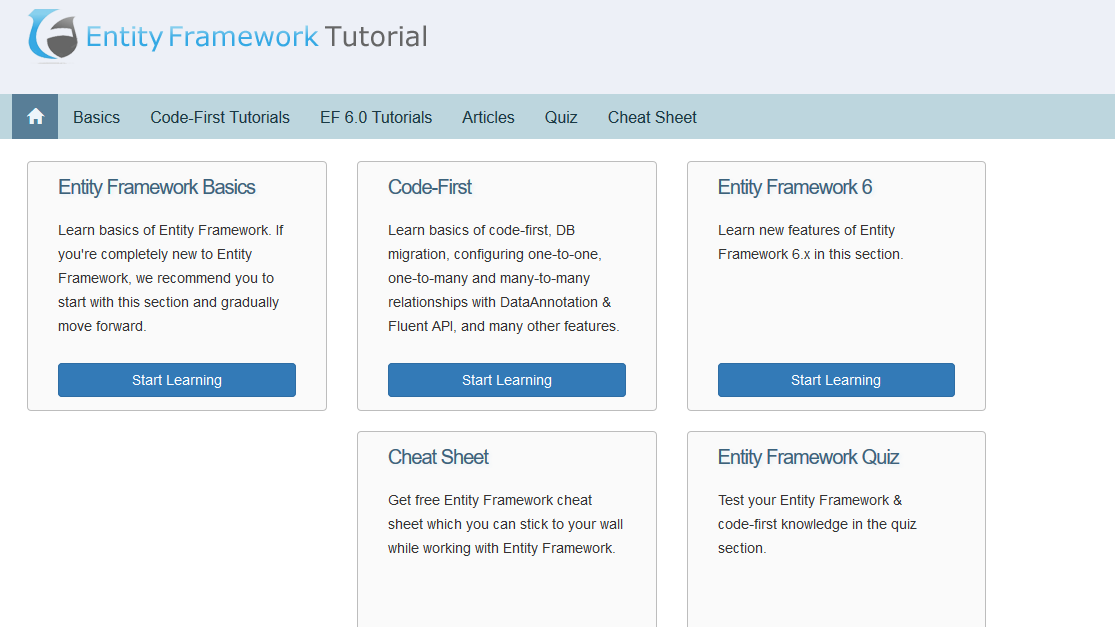 Entity Framework Tutorial
Basics Code-First Tutorials EF 6.0 Tutorials Articles Quiz Cheat Sheet
Entity Framework Basics
Learn basics of Entity Framework. If
you're completely new to Entity
Framework, we recommend you to
start with this section and gradually
move forward.
Start Learning
Code-First
Learn basics of code-first, DB
migration, configuring one-to-one,
one-to-many and many-to-many
relationships with DataAnnotation &
Fluent API, and many other features.
Start Learning
Entity Framework 6
Learn new features of Entity
Framework 6.x in this section.
Start Learning
Cheat Sheet
Get free Entity Framework cheat
sheet which you can stick to your wall
while working with Entity Framework.
Entity Framework Quiz
Test your Entity Framework &
code-first knowledge in the quiz
section.